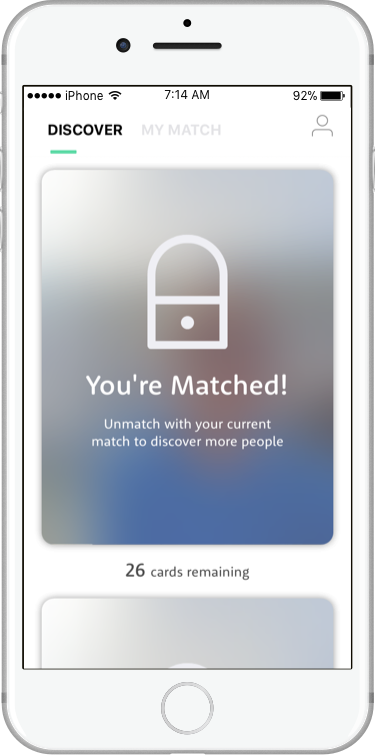 iPhone 7:14 AM 92%
DISCOVER MY MATCH
You're Matched!
Unmatch with your current
match to discover more people
26 cards remaining